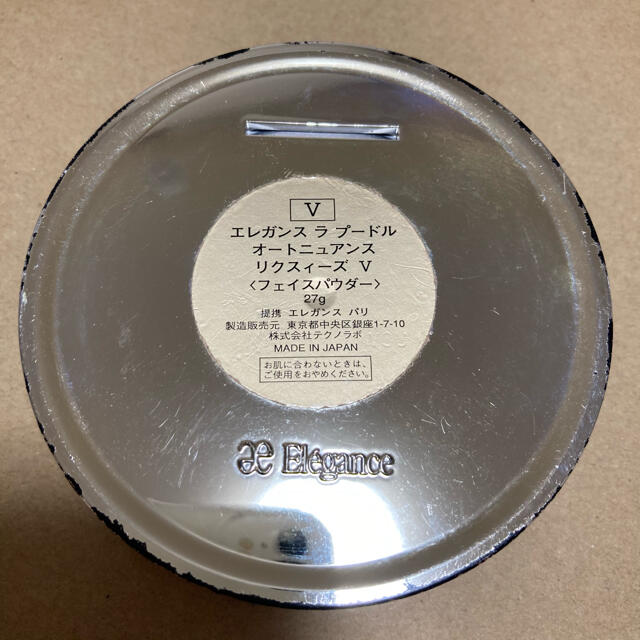 V
エレガンス ラ プードル
オートニュアンス
リクスィーズ V
〈フェイスパウダー〉
27g
提携 エレガンス パリ
製造販売元 東京都中央区銀座1-7-10
株式会社テクノラボ
MADE IN JAPAN
お肌に合わないときは、
ご使用をおやめください。
æ Elégance